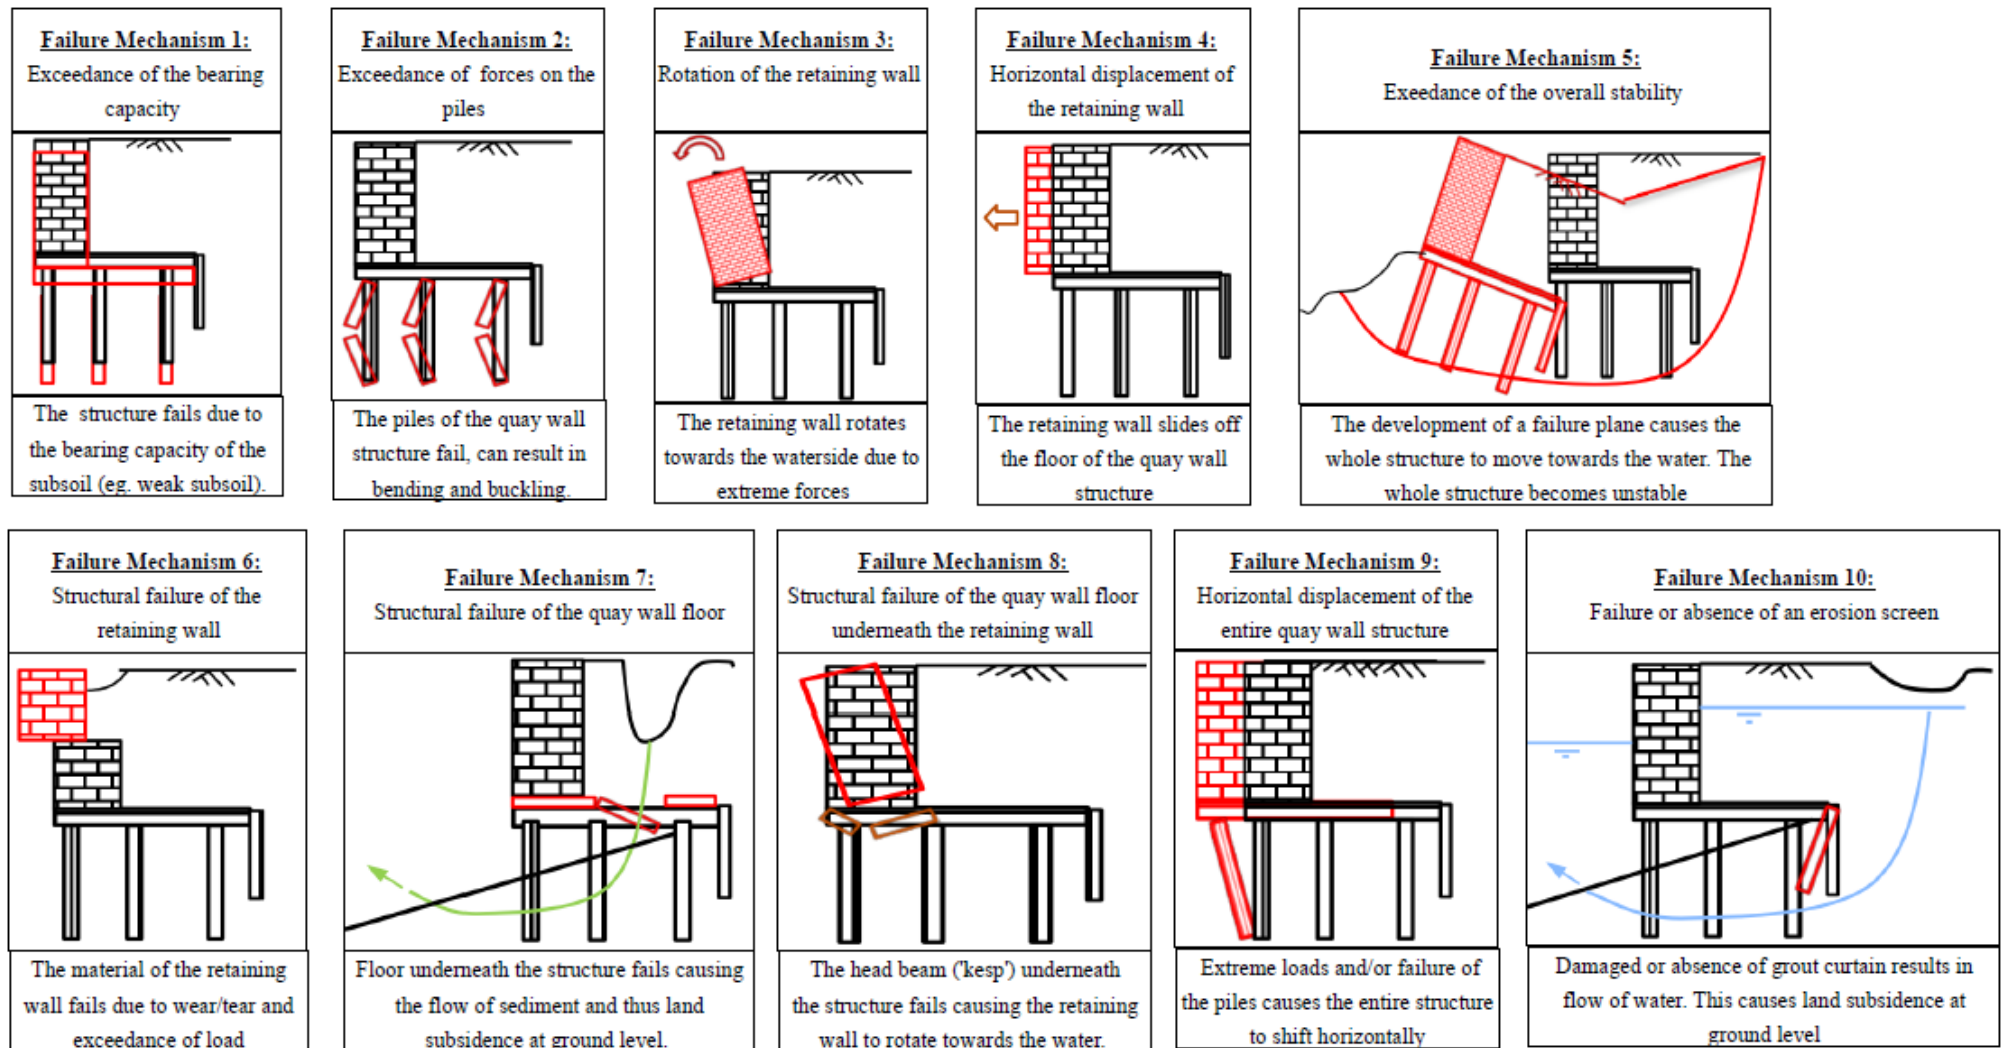 Failure Mechanism 1:
Exceedance of the bearing
capacity
The structure fails due to
the bearing capacity of the
subsoil (eg. weak subsoil).
Failure Mechanism 2:
Exceedance of forces on the
piles
The piles of the quay wall
structure fail, can result in
bending and buckling.
Failure Mechanism 3:
Rotation of the retaining wall
The retaining wall rotates
towards the waterside due to
extreme forces
Failure Mechanism 4:
Horizontal displacement of
the retaining wall
The retaining wall slides off
the floor of the quay wall
structure
Failure Mechanism 5:
Exeedance of the overall stability
The development of a failure plane causes the
whole structure to move towards the water. The
whole structure becomes unstable
Failure Mechanism 6:
Structural failure of the
retaining wall
The material of the retaining
wall fails due to wear/tear and
exceedance of load
Failure Mechanism 7:
Structural failure of the quay wall floor
Floor underneath the structure fails causing
the flow of sediment and thus land
subsidence at ground level.
Failure Mechanism 8:
Structural failure of the quay wall floor
underneath the retaining wall
The head beam ('kesp') underneath
the structure fails causing the retaining
wall to rotate towards the water.
Failure Mechanism 9:
Horizontal displacement of the
entire quay wall structure
Extreme loads and/or failure of
the piles causes the entire structure
to shift horizontally
Failure Mechanism 10:
Failure or absence of an erosion screen
Damaged or absence of grout curtain results in
flow of water. This causes land subsidence at
ground level